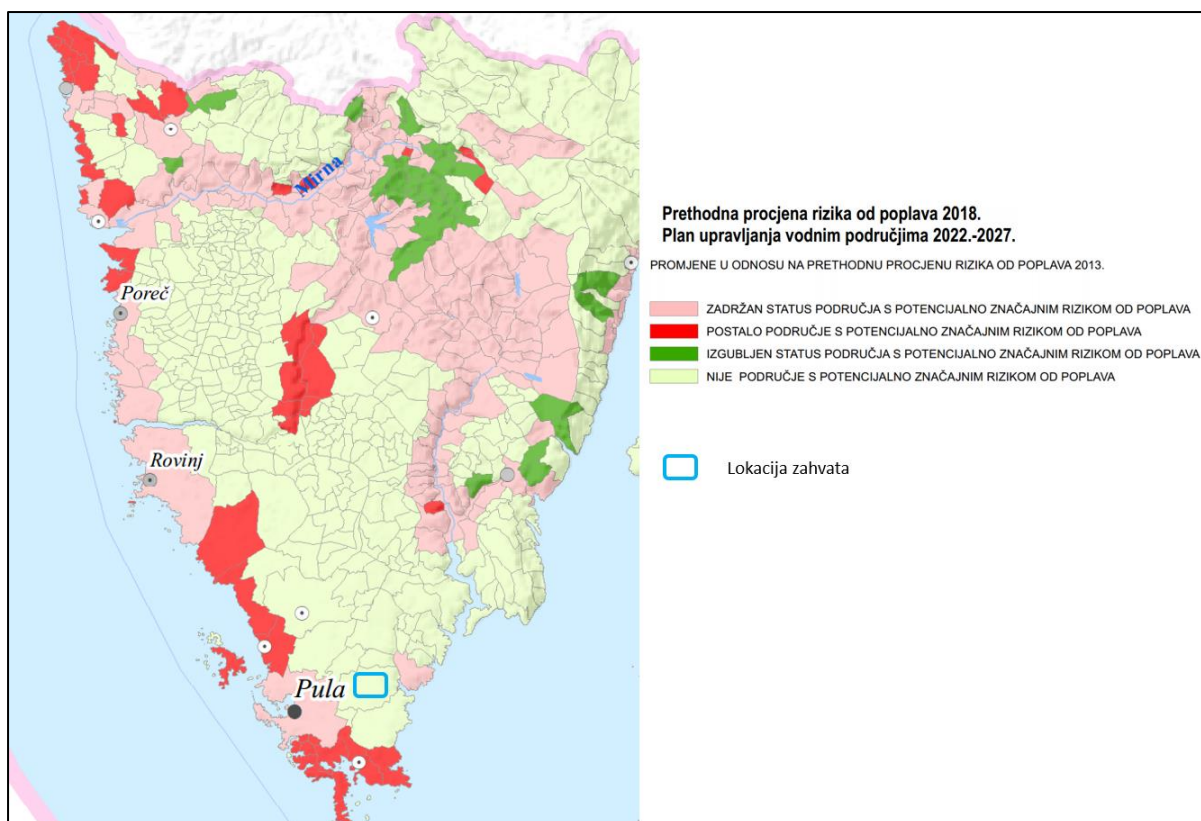 Mirna
Poreč
Rovinj
Pula
Prethodna procjena rizika od poplava 2018.
Plan upravljanja vodnim područjima 2022.-2027.
PROMJENE U ODNOSU NA PRETHODNU PROCJENU RIZIKA OD POPLAVA 2013.
ZADRŽAN STATUS PODRUČJA S POTENCIJALNO ZNAČAJNIM RIZIKOM OD POPLAVA
POSTALO PODRUČJE S POTENCIJALNO ZNAČAJNIM RIZIKOM OD POPLAVA
IZGUBLJEN STATUS PODRUČJA S POTENCIJALNO ZNAČAJNIM RIZIKOM OD POPLAVA
NIJE PODRUČJE S POTENCIJALNO ZNAČAJNIM RIZIKOM OD POPLAVA
Lokacija zahvata